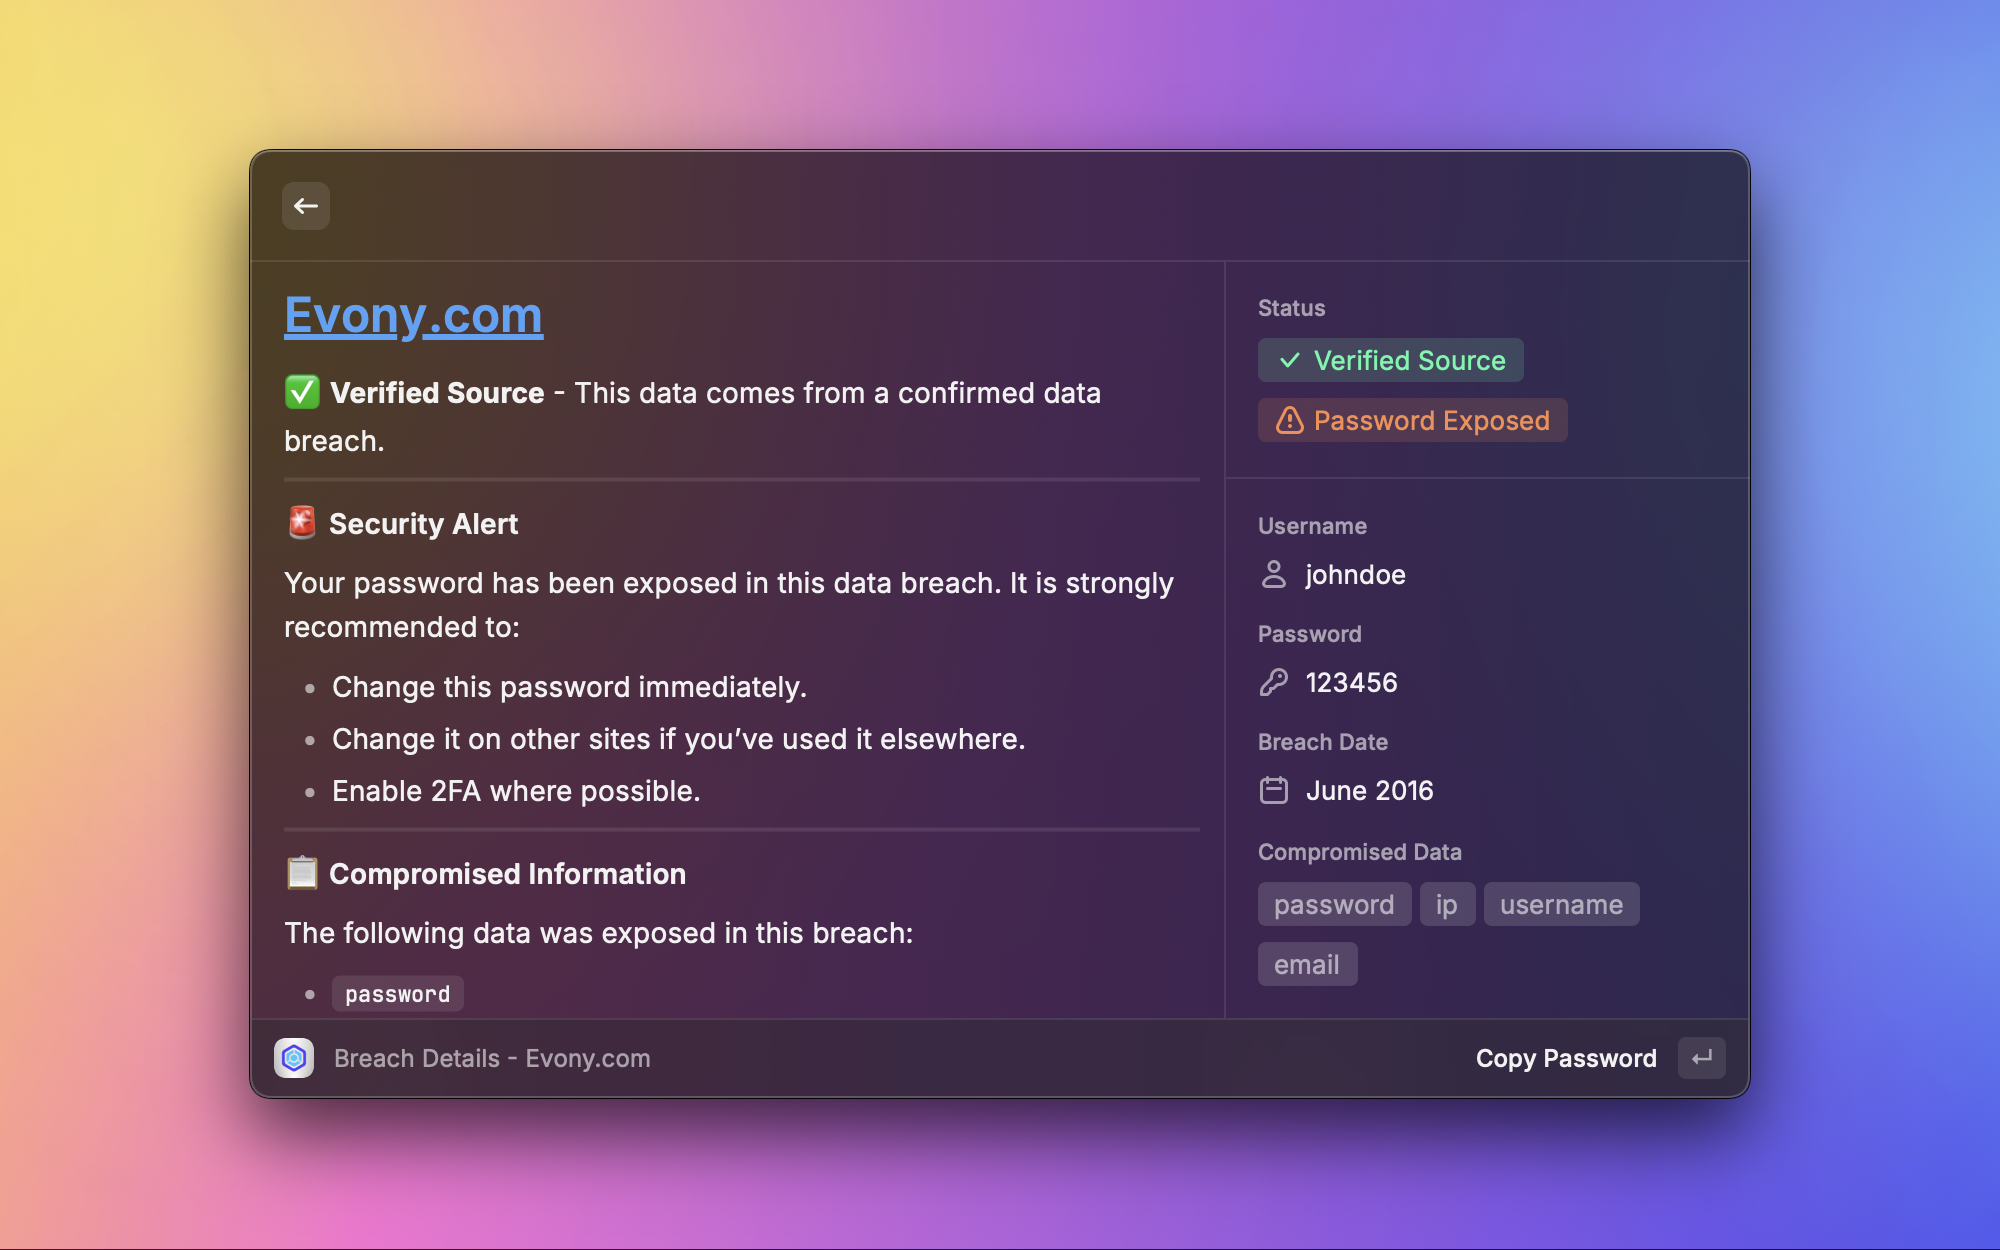 Evony.com
✅ Verified Source - This data comes from a confirmed data
breach.
🚨 Security Alert
Your password has been exposed in this data breach. It is strongly
recommended to:
• Change this password immediately.
• Change it on other sites if you’ve used it elsewhere.
• Enable 2FA where possible.
📋 Compromised Information
The following data was exposed in this breach:
• password
Status
Verified Source
Password Exposed
Username
johndoe
Password
123456
Breach Date
June 2016
Compromised Data
password ip username
email
Breach Details - Evony.com
Copy Password